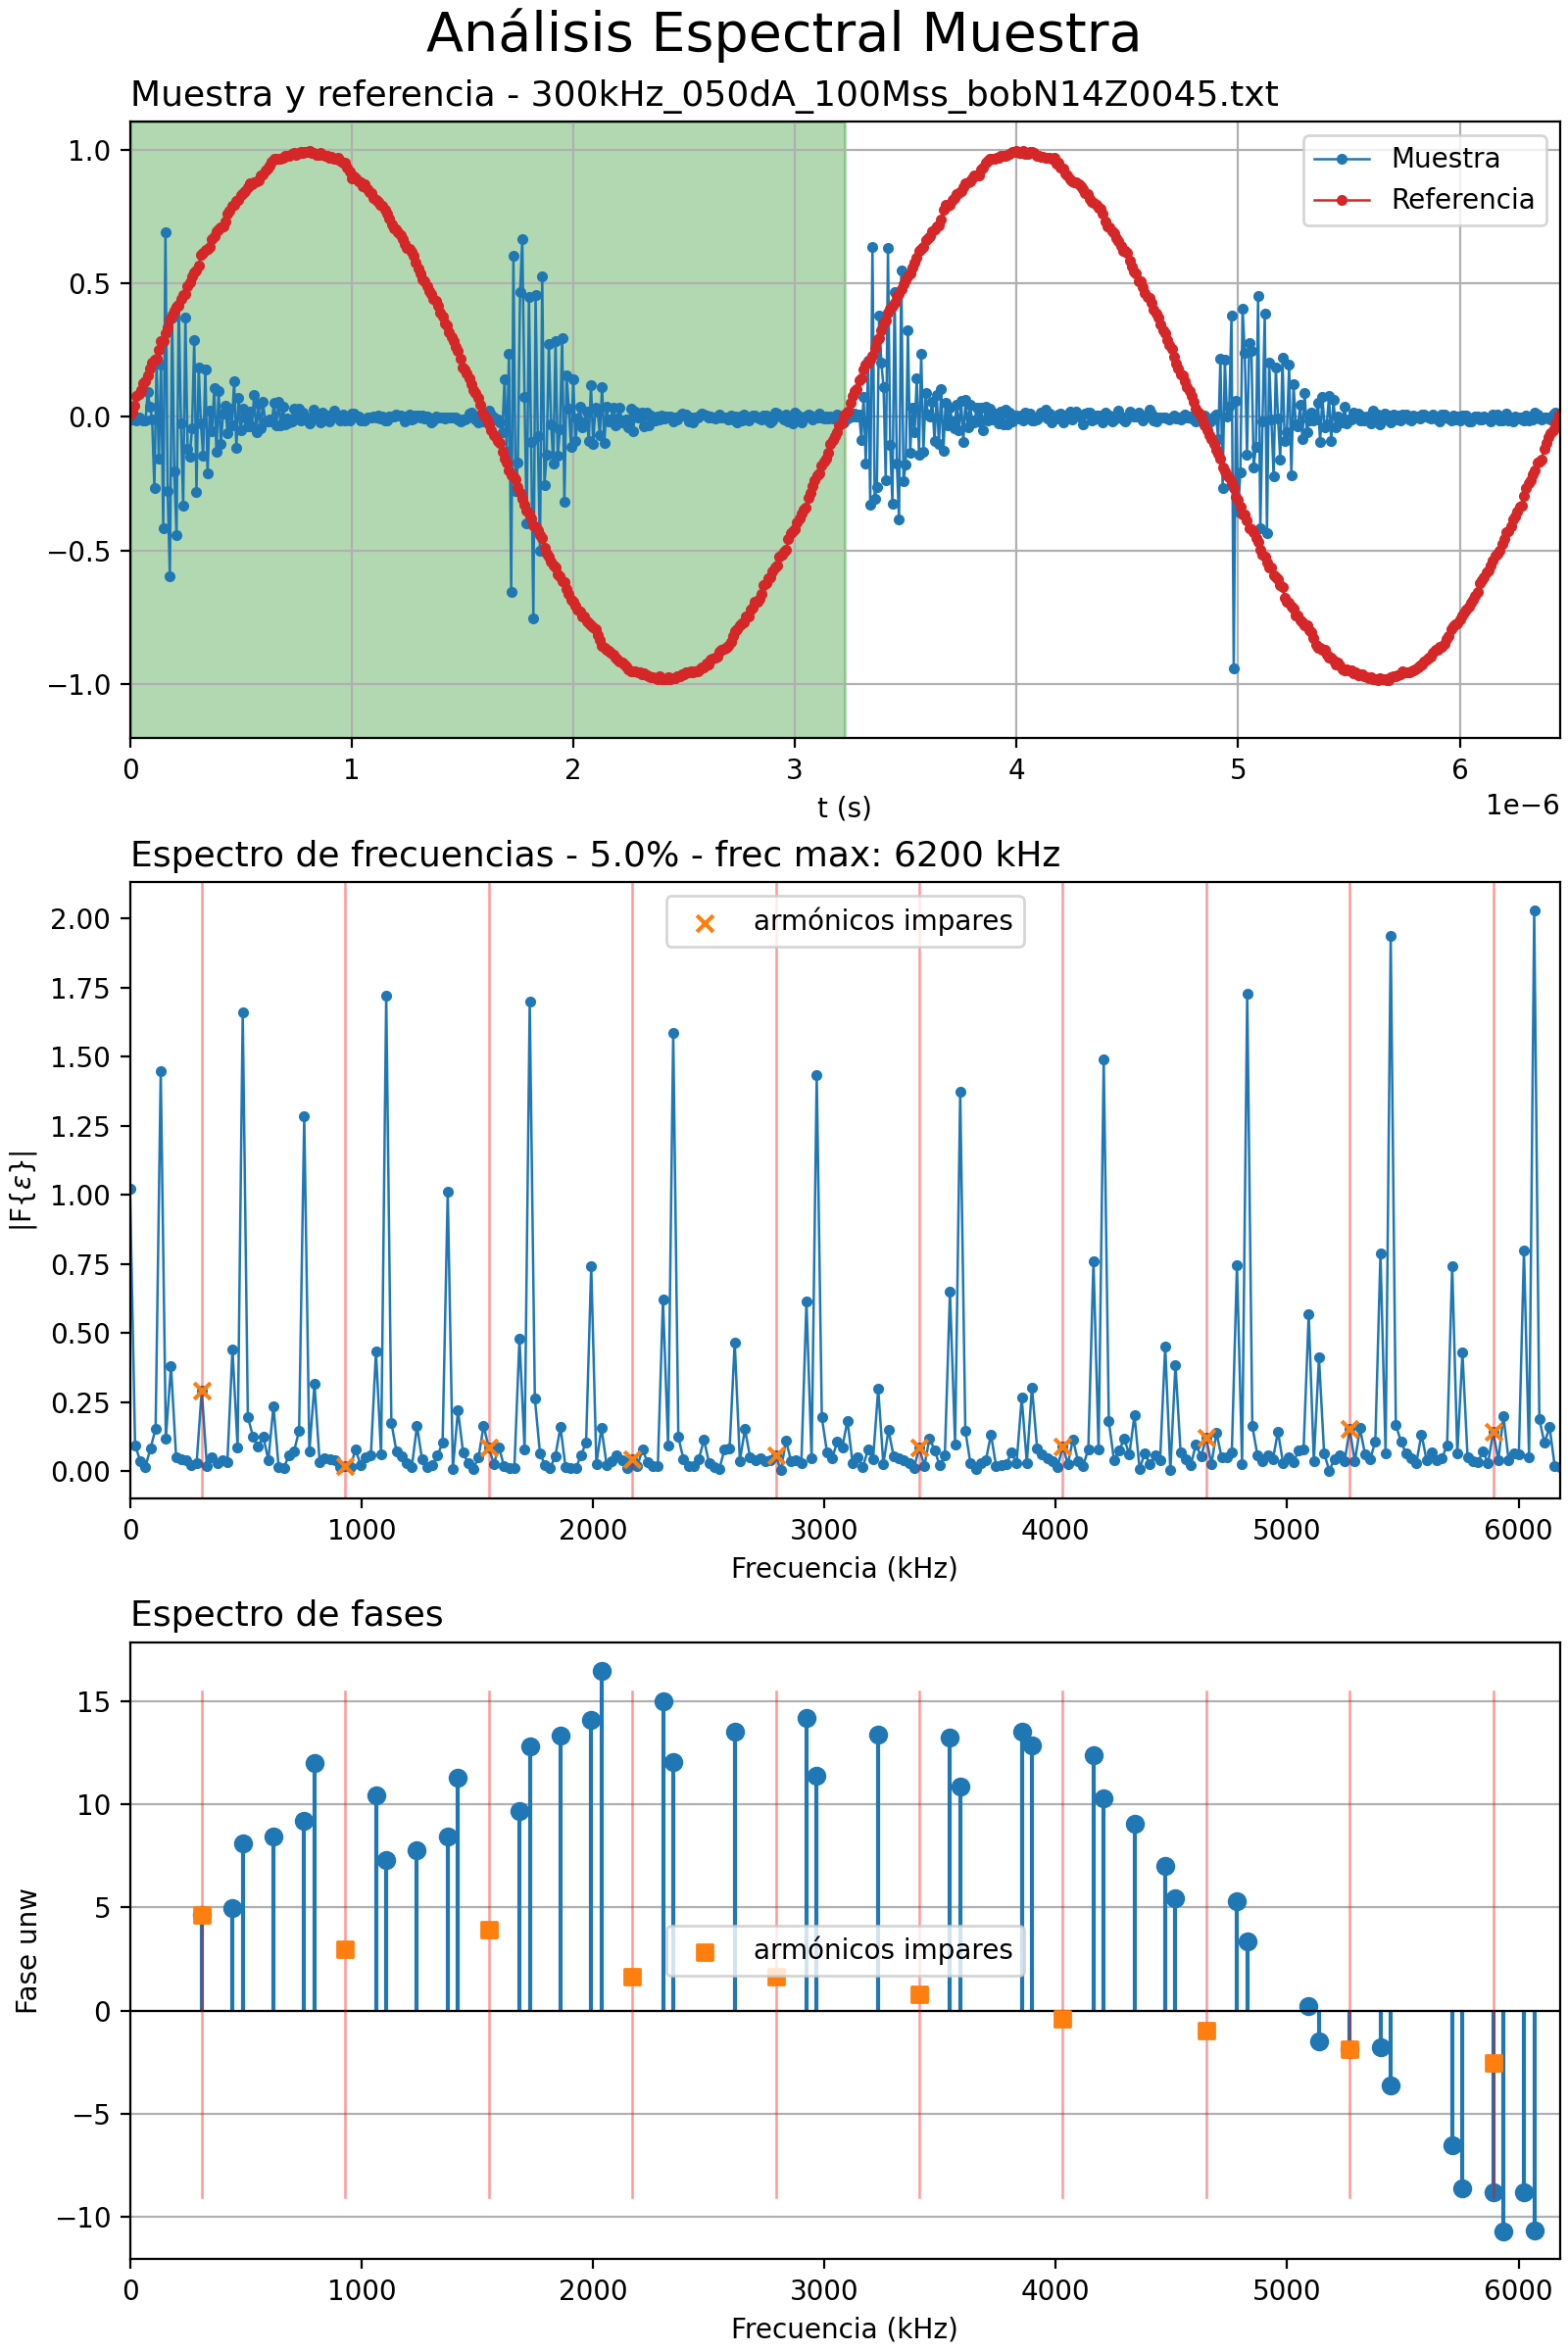 Análisis Espectral Muestra
Muestra y referencia - 300kHz_050dA_100Mss_bobN14Z0045.txt
1.0
0.5
0.0
−0.5
−1.0
Muestra
Referencia
0 1 2 3 4 5 6
t (s)
1e−6
Espectro de frecuencias - 5.0% - frec max: 6200 kHz
|F{ε}|
2.00
1.75
1.50
1.25
1.00
0.75
0.50
0.25
0.00
armónicos impares
0 1000 2000 3000 4000 5000 6000
Frecuencia (kHz)
Espectro de fases
Fase unw
15
10
5
0
−5
−10
armónicos impares
0 1000 2000 3000 4000 5000 6000
Frecuencia (kHz)